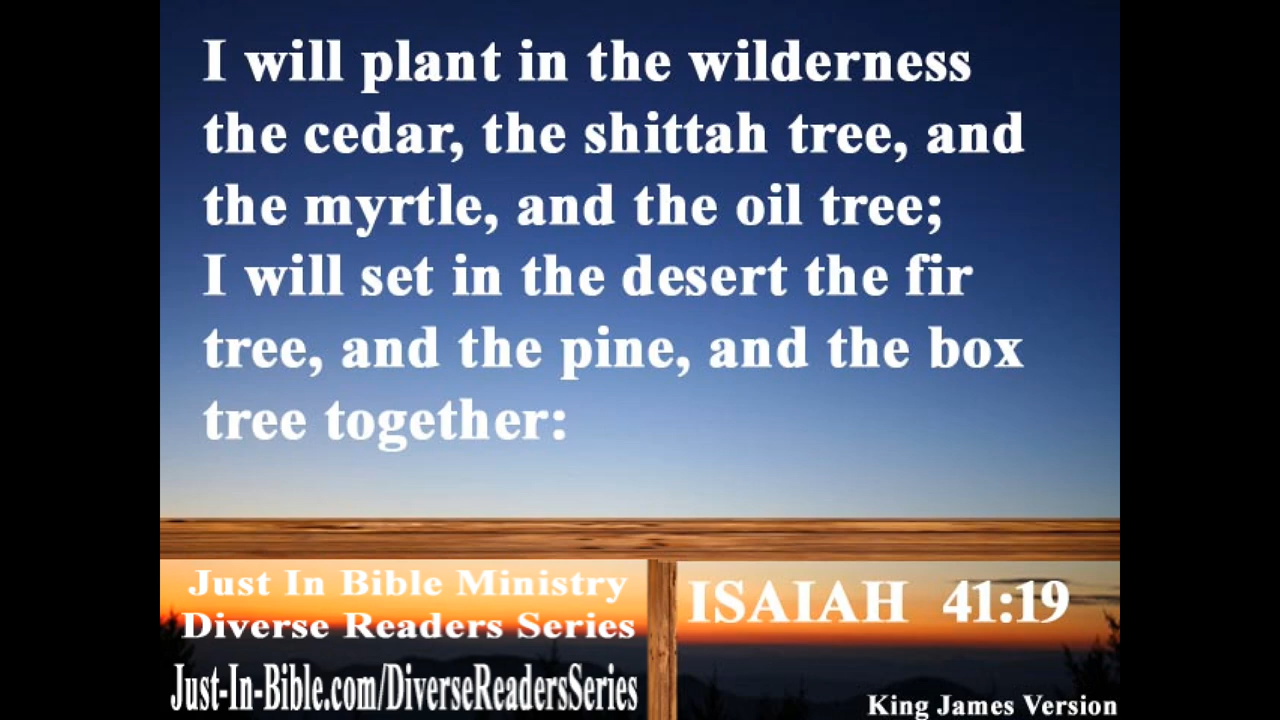 I will plant in the wilderness
the cedar, the shittah tree, and
the myrtle, and the oil tree;
I will set in the desert the fir
tree, and the pine, and the box
tree together:
Just In Bible Ministry
Diverse Readers Series
Just-In-Bible.com/DiverseReadersSeries
ISAIAH 41:19
King James Version